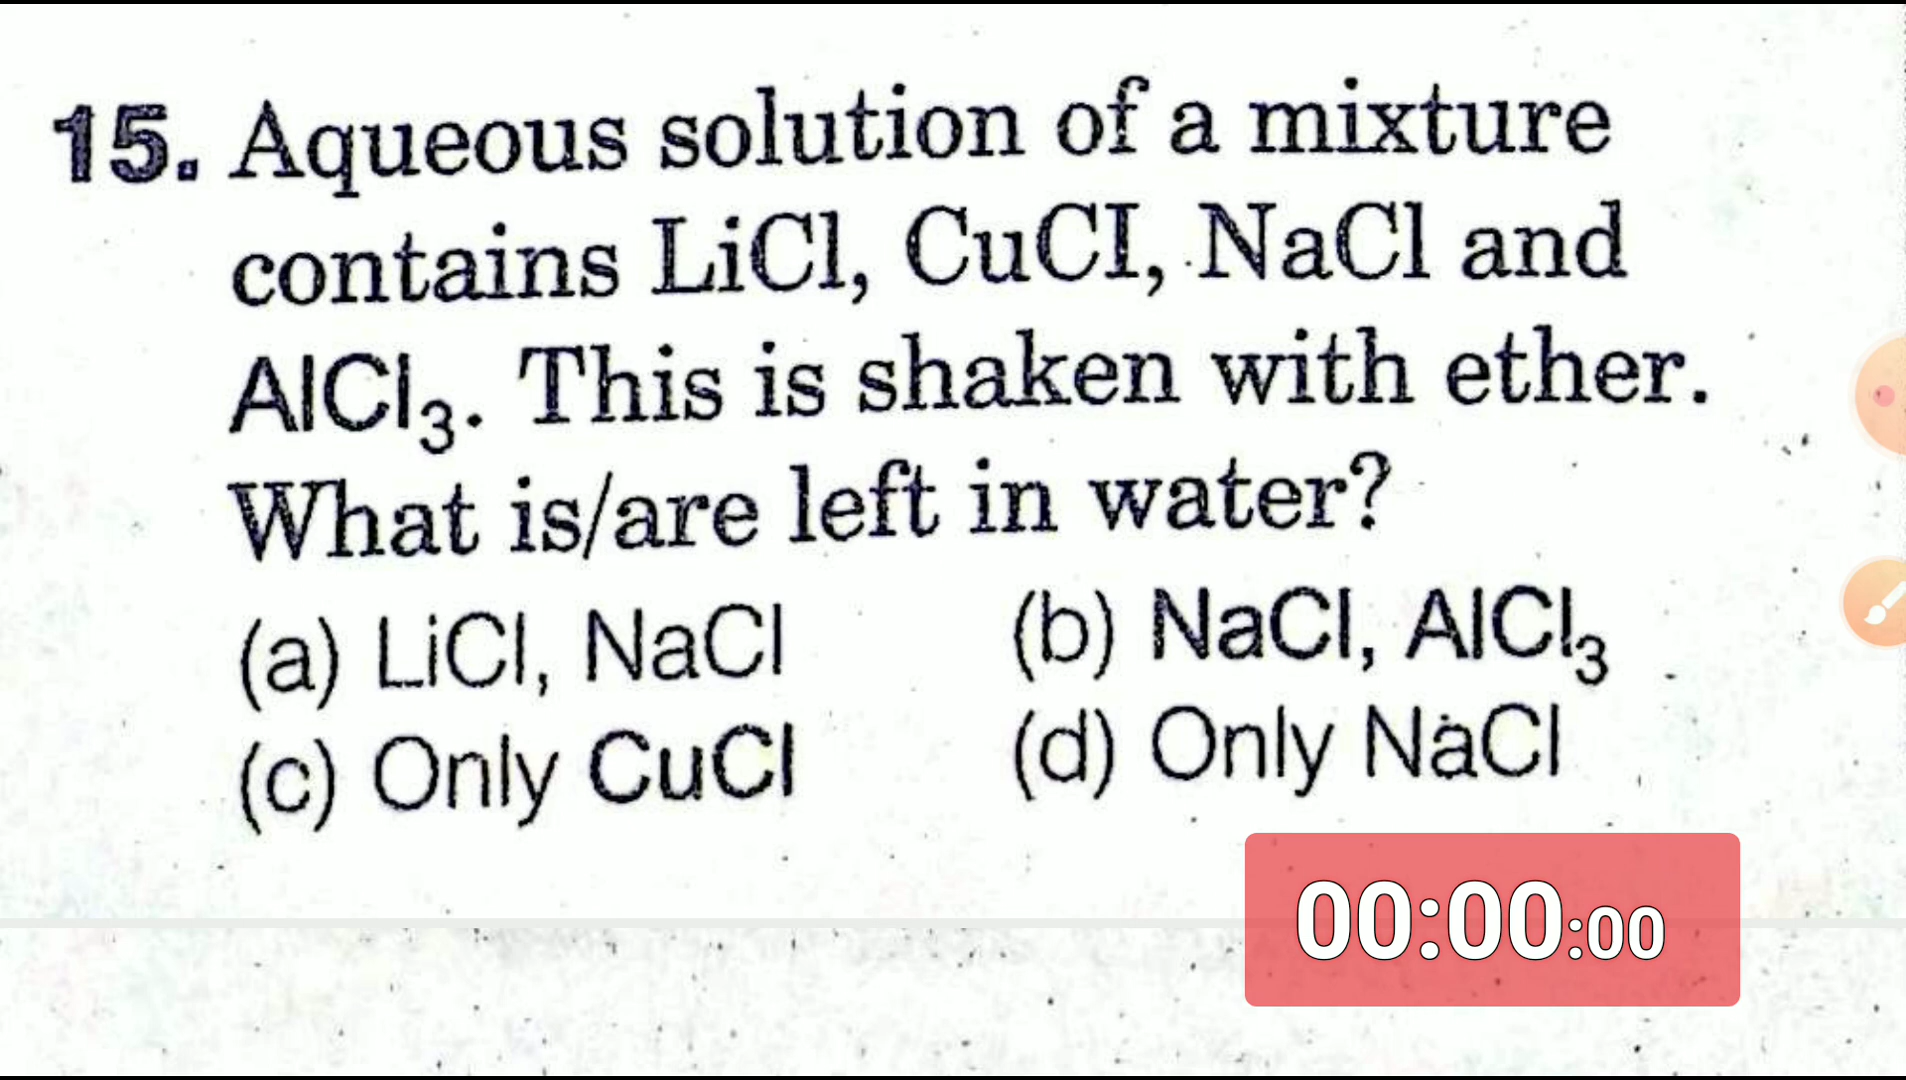 15. Aqueous solution of a mixture
contains LiCl, CuCI, NaCl and
AlCl₃. This is shaken with ether.
What is/are left in water?
(a) LiCl, NaCl (b) NaCl, AlCl₃
(c) Only CuCl (d) Only NaCl
00:00:00